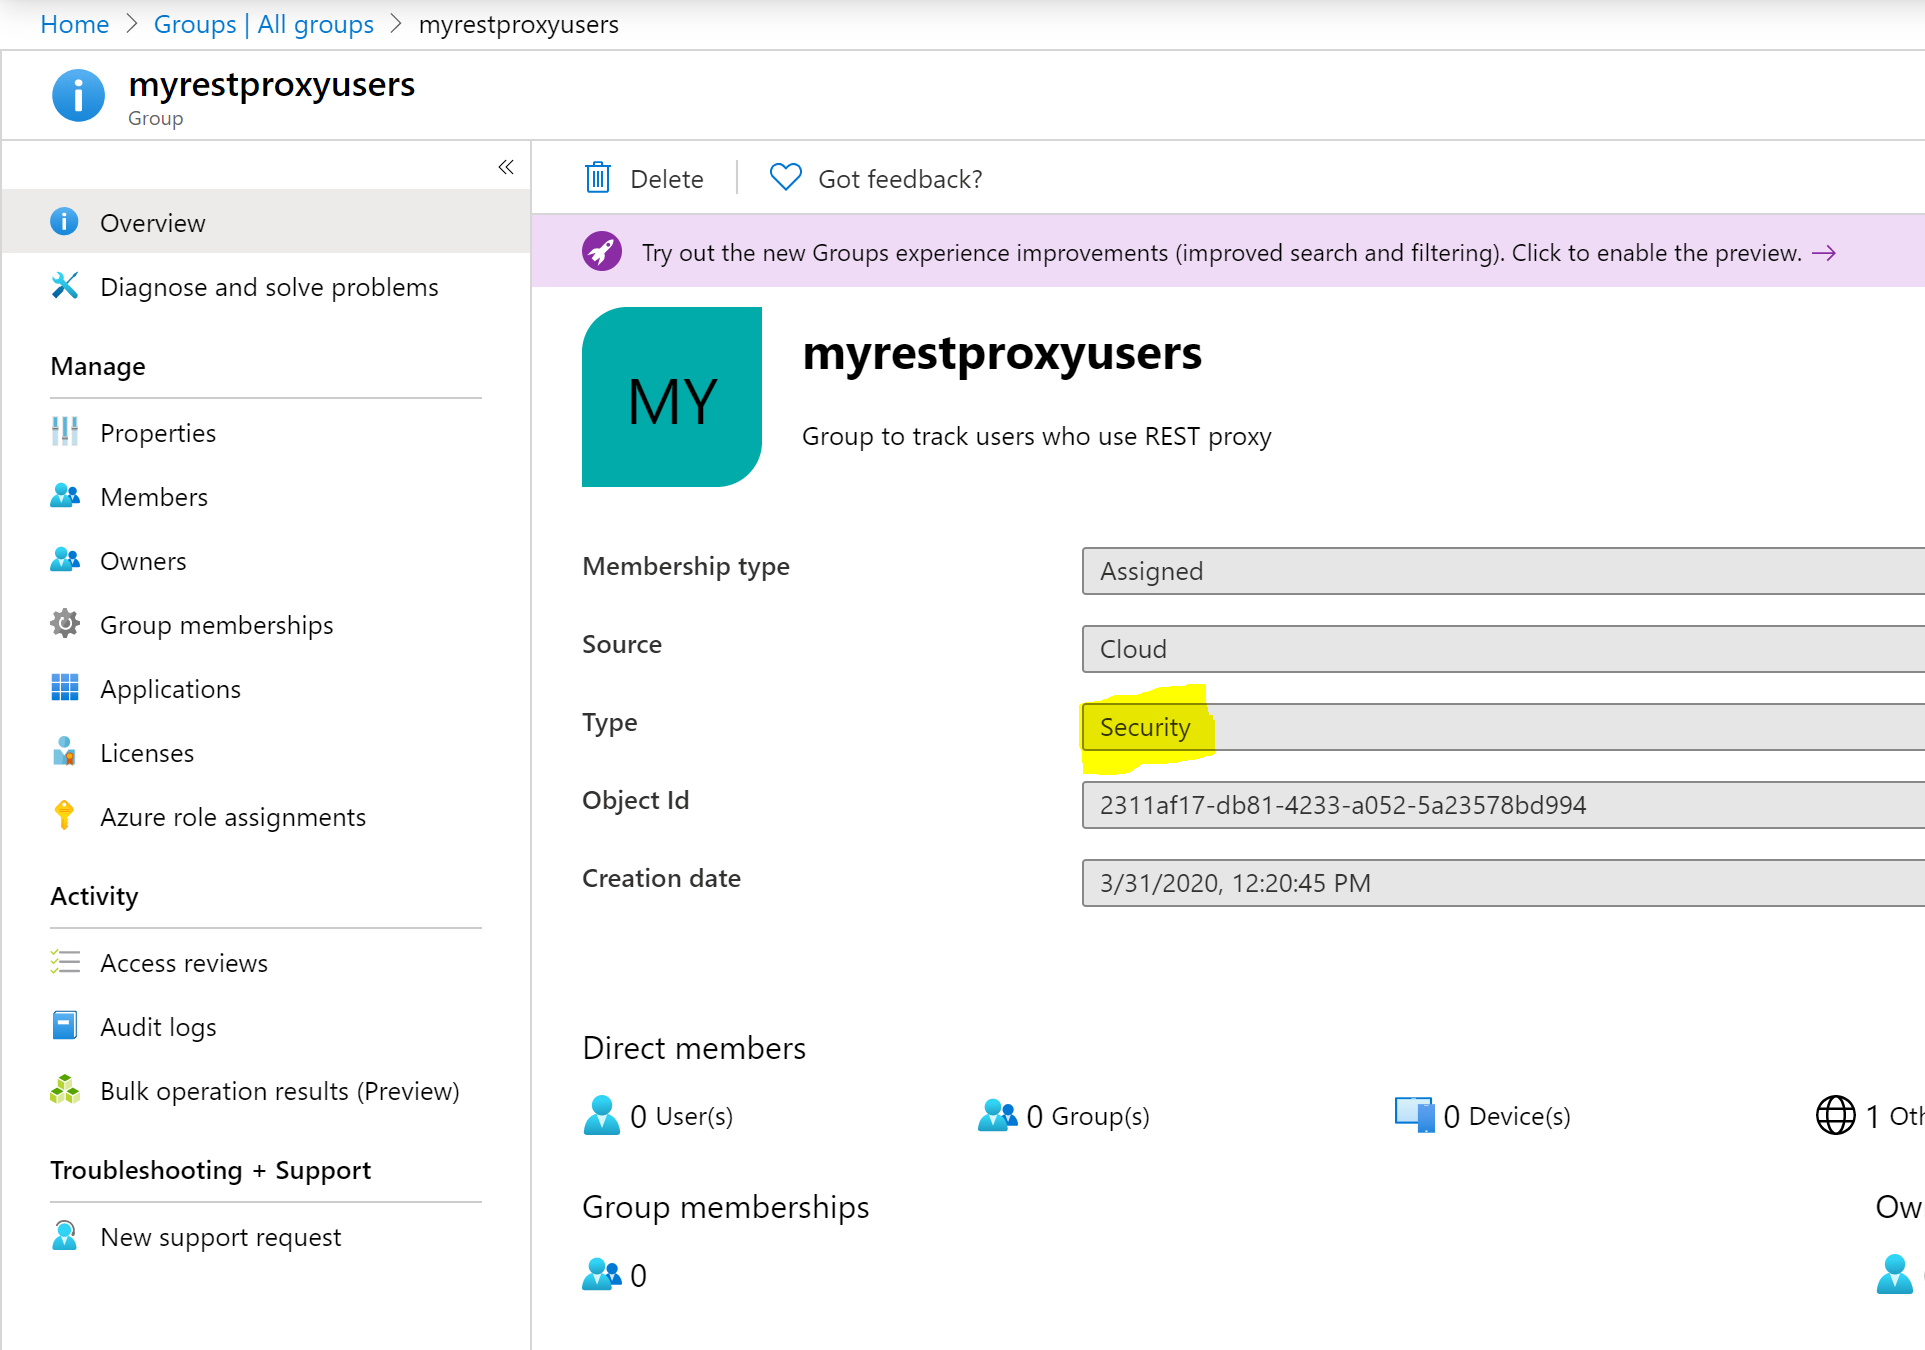 Home > Groups | All groups > myrestproxyusers
myrestproxyusers
Group
«
Delete
Got feedback?
Overview
Diagnose and solve problems
Manage
Properties
Members
Owners
Group memberships
Applications
Licenses
Azure role assignments
Activity
Access reviews
Audit logs
Bulk operation results (Preview)
Troubleshooting + Support
New support request
Try out the new Groups experience improvements (improved search and filtering). Click to enable the preview. →
MY
myrestproxyusers
Group to track users who use REST proxy
Membership type
Assigned
Source
Cloud
Type
Security
Object Id
2311af17-db81-4233-a052-5a23578bd994
Creation date
3/31/2020, 12:20:45 PM
Direct members
0 User(s)
0 Group(s)
0 Device(s)
1 Oth
Group memberships
0
Ow